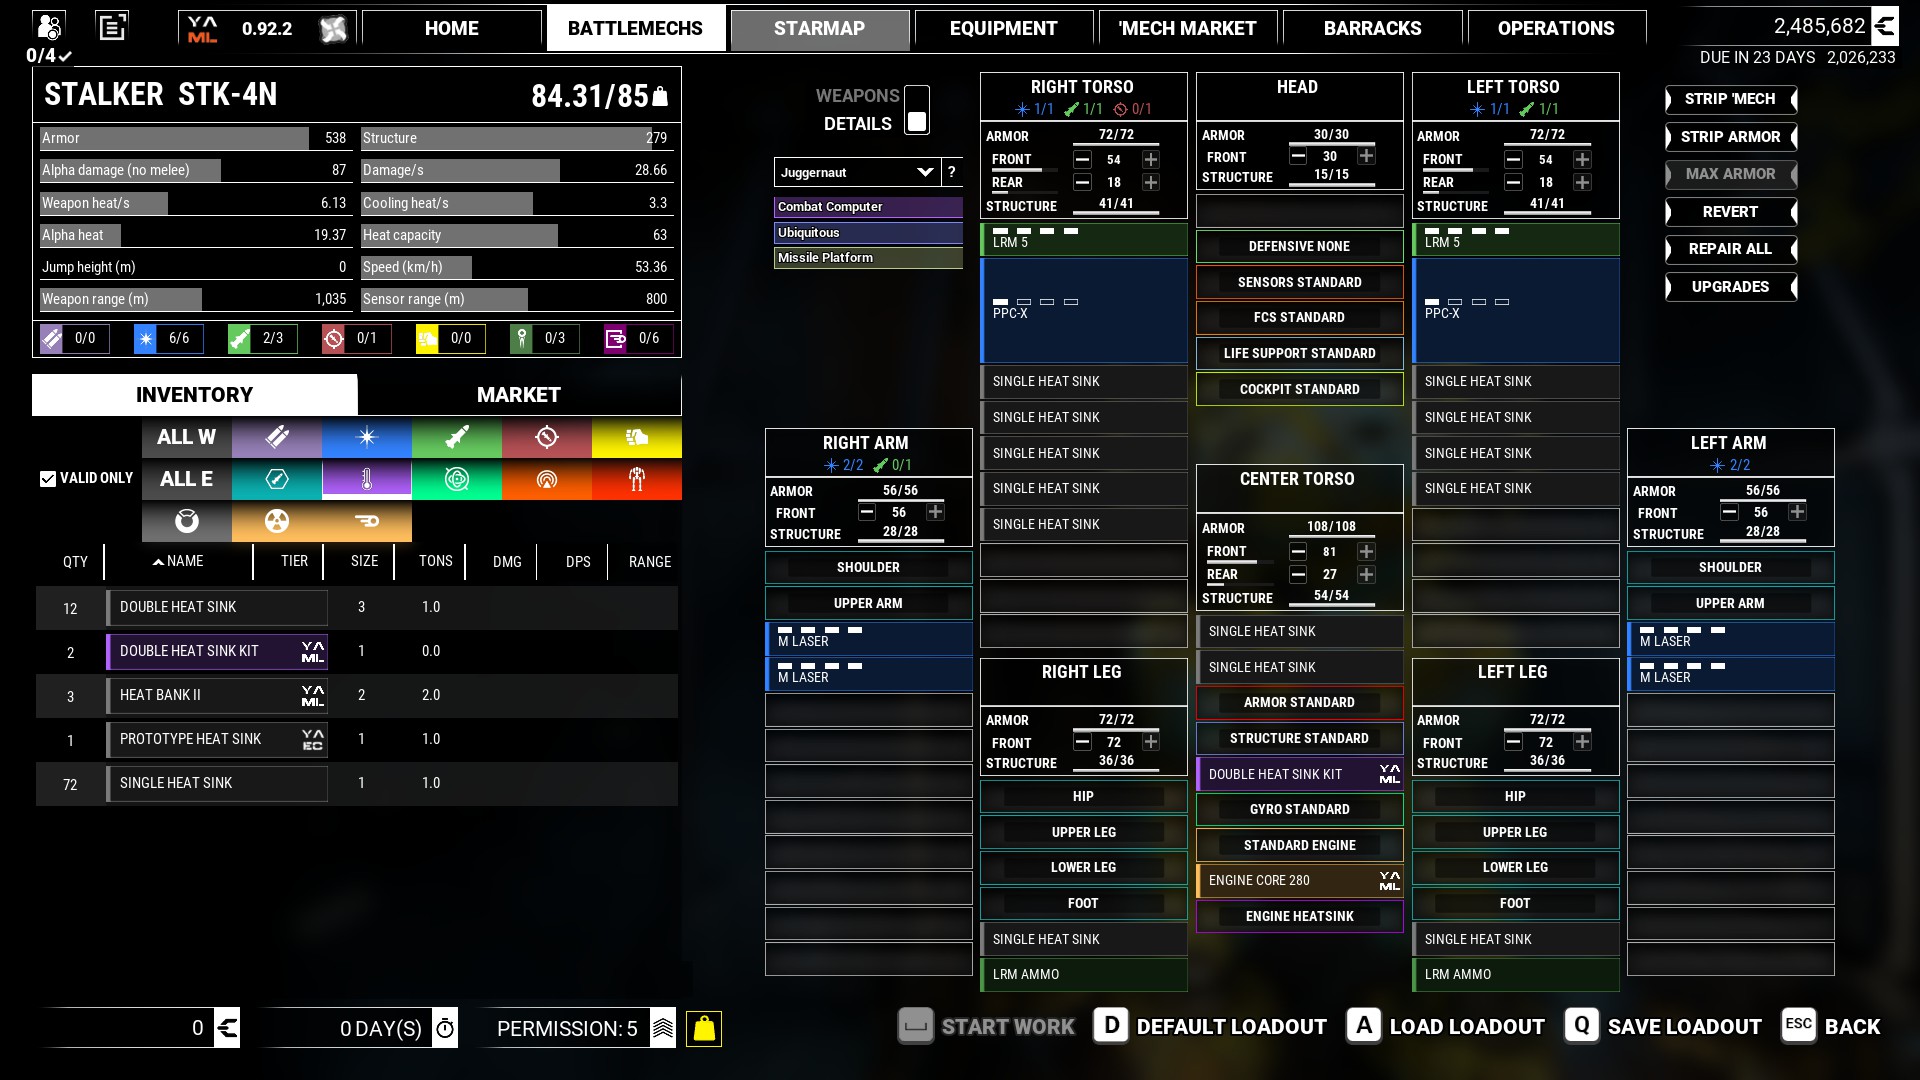 YAML 0.92.2
HOME
BATTLEMECHS
STARMAP
EQUIPMENT
'MECH MARKET
BARRACKS
OPERATIONS
2,485,682
0/4
DUE IN 23 DAYS 2,026,233
STALKER STK-4N
84.31/85
Armor 538
Structure 279
Alpha damage (no melee) 87
Damage/s 28.66
Weapon heat/s 6.13
Cooling heat/s 3.3
Alpha heat 19.37
Heat capacity 63
Jump height (m) 0
Speed (km/h) 53.36
Weapon range (m) 1,035
Sensor range (m) 800
0/0 6/6 2/3 0/1 0/0 0/3 0/6
INVENTORY
MARKET
ALL W
VALID ONLY
ALL E
QTY NAME TIER SIZE TONS DMG DPS RANGE
12 DOUBLE HEAT SINK 3 1.0
2 DOUBLE HEAT SINK KIT YAML 1 0.0
3 HEAT BANK II YAML 2 2.0
1 PROTOTYPE HEAT SINK YAEC 1 1.0
72 SINGLE HEAT SINK 1 1.0
WEAPONS
DETAILS
Juggernaut ?
Combat Computer
Ubiquitous
Missile Platform
RIGHT ARM
2/2 0/1
ARMOR 56/56
FRONT 56
STRUCTURE 28/28
SHOULDER
UPPER ARM
M LASER
M LASER
RIGHT TORSO
1/1 1/1 0/1
ARMOR 72/72
FRONT 54
REAR 18
STRUCTURE 41/41
LRM 5
PPC-X
SINGLE HEAT SINK
SINGLE HEAT SINK
SINGLE HEAT SINK
SINGLE HEAT SINK
SINGLE HEAT SINK
RIGHT LEG
ARMOR 72/72
FRONT 72
STRUCTURE 36/36
HIP
UPPER LEG
LOWER LEG
FOOT
SINGLE HEAT SINK
LRM AMMO
HEAD
ARMOR 30/30
FRONT 30
STRUCTURE 15/15
DEFENSIVE NONE
SENSORS STANDARD
FCS STANDARD
LIFE SUPPORT STANDARD
COCKPIT STANDARD
CENTER TORSO
ARMOR 108/108
FRONT 81
REAR 27
STRUCTURE 54/54
SINGLE HEAT SINK
SINGLE HEAT SINK
ARMOR STANDARD
STRUCTURE STANDARD
DOUBLE HEAT SINK KIT YAML
GYRO STANDARD
STANDARD ENGINE
ENGINE CORE 280 YAML
ENGINE HEATSINK
LEFT TORSO
1/1 1/1
ARMOR 72/72
FRONT 54
REAR 18
STRUCTURE 41/41
LRM 5
PPC-X
SINGLE HEAT SINK
SINGLE HEAT SINK
SINGLE HEAT SINK
SINGLE HEAT SINK
LEFT LEG
ARMOR 72/72
FRONT 72
STRUCTURE 36/36
HIP
UPPER LEG
LOWER LEG
FOOT
SINGLE HEAT SINK
LRM AMMO
LEFT ARM
2/2
ARMOR 56/56
FRONT 56
STRUCTURE 28/28
SHOULDER
UPPER ARM
M LASER
M LASER
STRIP 'MECH
STRIP ARMOR
MAX ARMOR
REVERT
REPAIR ALL
UPGRADES
0
0 DAY(S)
PERMISSION: 5
START WORK
D DEFAULT LOADOUT
A LOAD LOADOUT
Q SAVE LOADOUT
ESC BACK